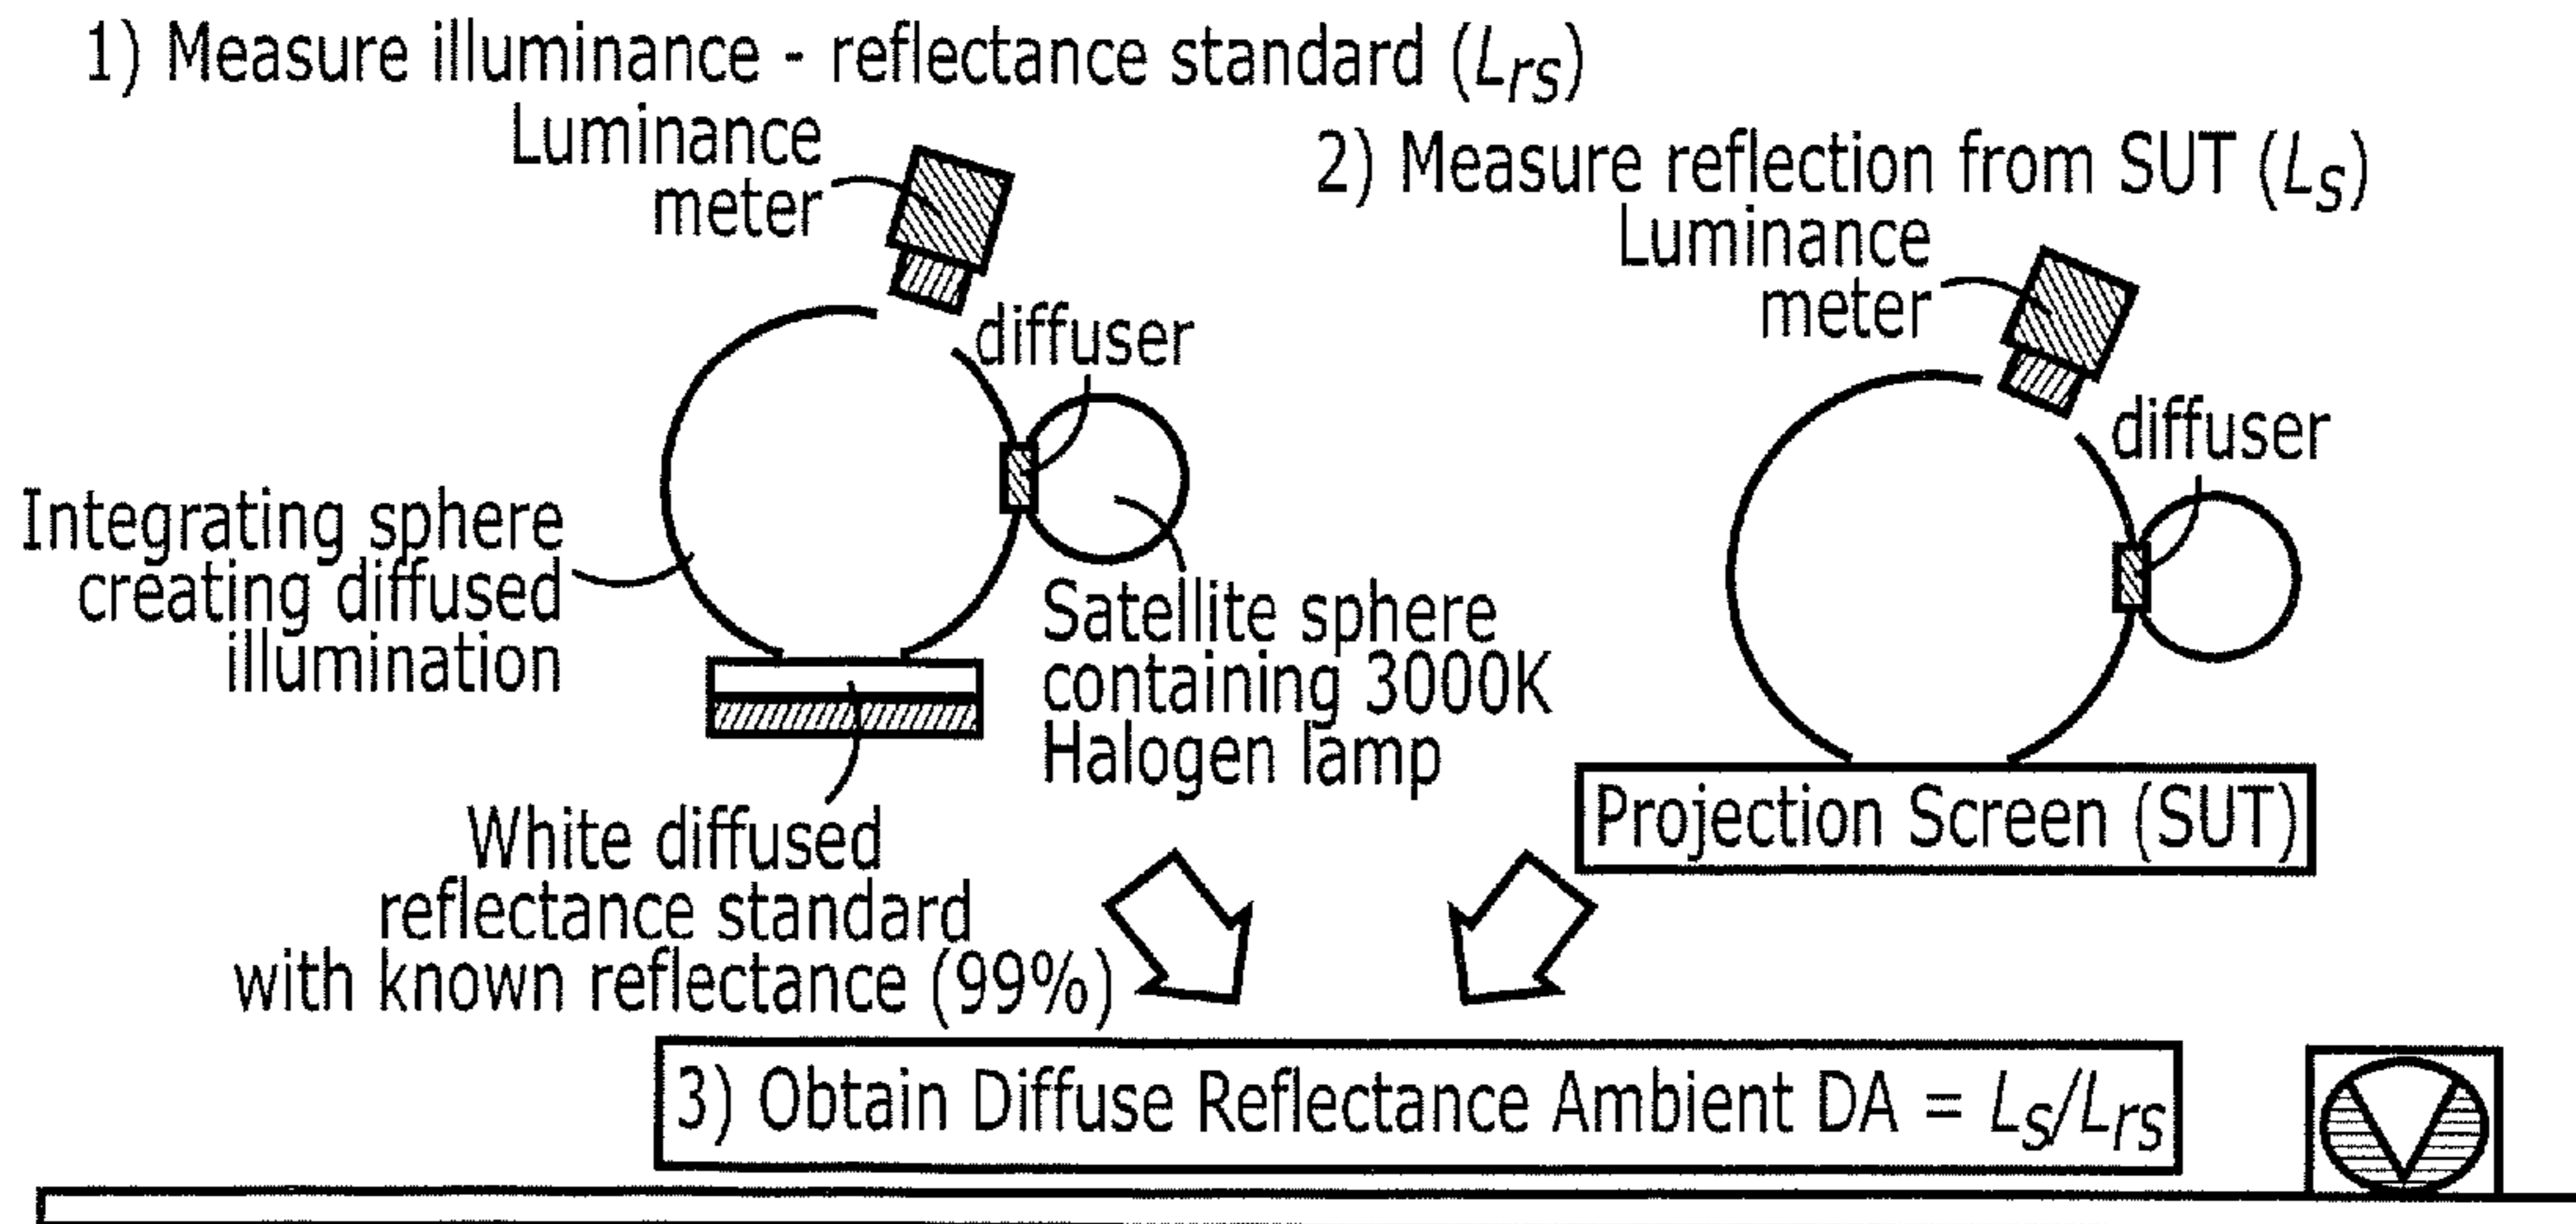 1) Measure illuminance - reflectance standard (Lrs)
Luminance
meter
diffuser
Integrating sphere
creating diffused
illumination
Satellite sphere
containing 3000K
Halogen lamp
White diffused
reflectance standard
with known reflectance (99%)
2) Measure reflection from SUT (Ls)
Luminance
meter
diffuser
Projection Screen (SUT)
3) Obtain Diffuse Reflectance Ambient DA = Ls/Lrs